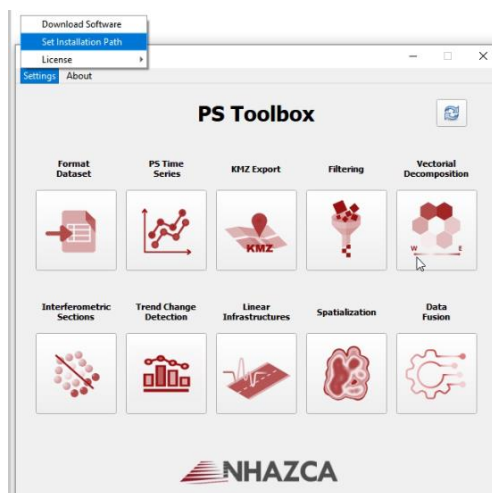 Download Software
Set Installation Path
License
Settings About
PS Toolbox
Format
Dataset
PS Time
Series
KMZ Export
Filtering
Vectorial
Decomposition
KMZ
W E
Interferometric
Sections
Trend Change
Detection
Linear
Infrastructures
Spatialization
Data
Fusion
NHAZCA